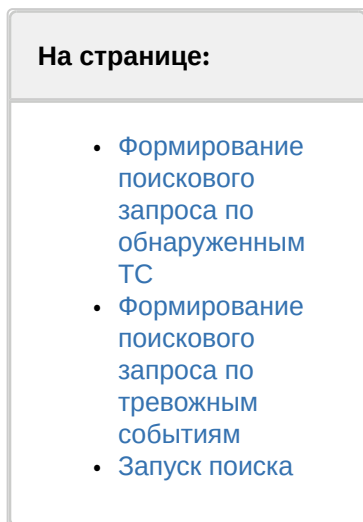 На странице:
Формирование
поискового
запроса по
обнаруженным
ТС
Формирование
поискового
запроса по
тревожным
событиям
Запуск поиска